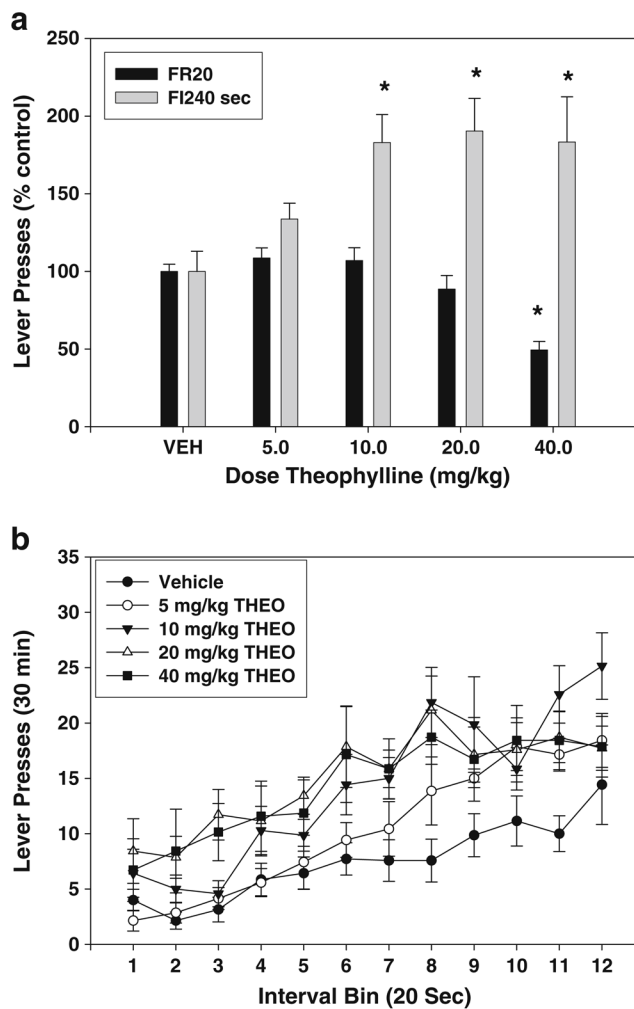 a
250
200
150
100
50
0
Lever Presses (% control)
FR20
FI240 sec
*
*
*
*
VEH 5.0 10.0 20.0 40.0
Dose Theophylline (mg/kg)
b
35
30
25
20
15
10
5
0
Lever Presses (30 min)
Vehicle
5 mg/kg THEO
10 mg/kg THEO
20 mg/kg THEO
40 mg/kg THEO
1 2 3 4 5 6 7 8 9 10 11 12
Interval Bin (20 Sec)